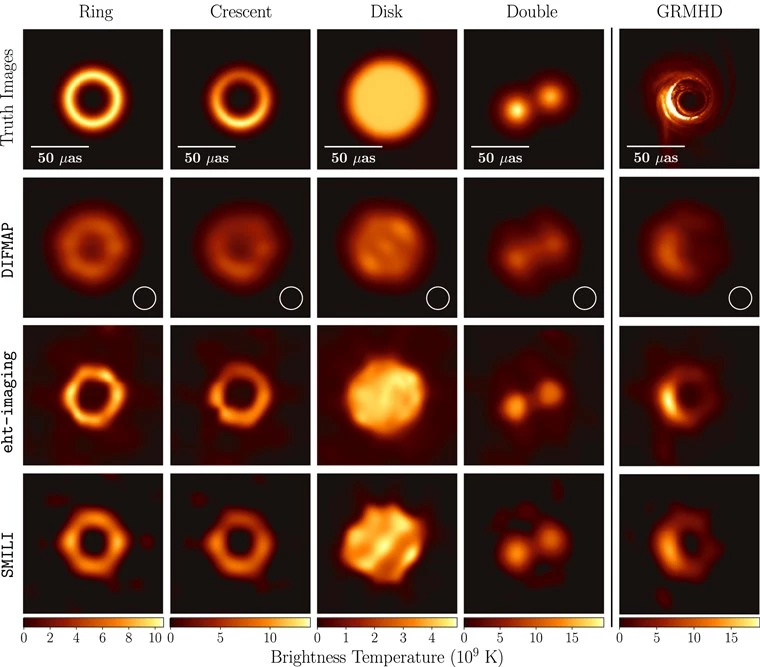 Ring Crescent Disk Double GRMHD
Truth Images
50 μas 50 μas 50 μas 50 μas 50 μas
DIFMAP
eht-imaging
SMILI
0 2 4 6 8 10 0 5 10 0 1 2 3 4 0 5 10 15 0 5 10 15
Brightness Temperature (10⁹ K)